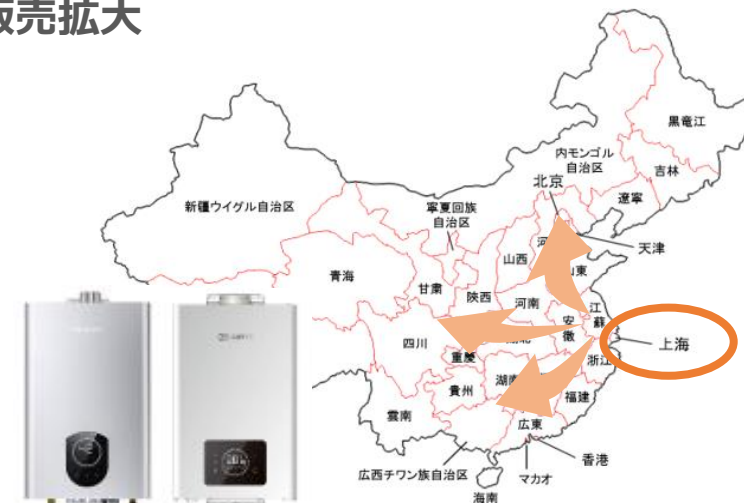 販売拡大
黒竜江
内モンゴル
自治区
吉林
北京
遼寧
新疆ウイグル自治区
寧夏回族
自治区
天津
山西
青海
甘粛
陝西
河南
江
蘇
安
徽
上海
四川
重慶
浙江
貴州
福建
雲南
広東
広西チワン族自治区
香港
マカオ
海南